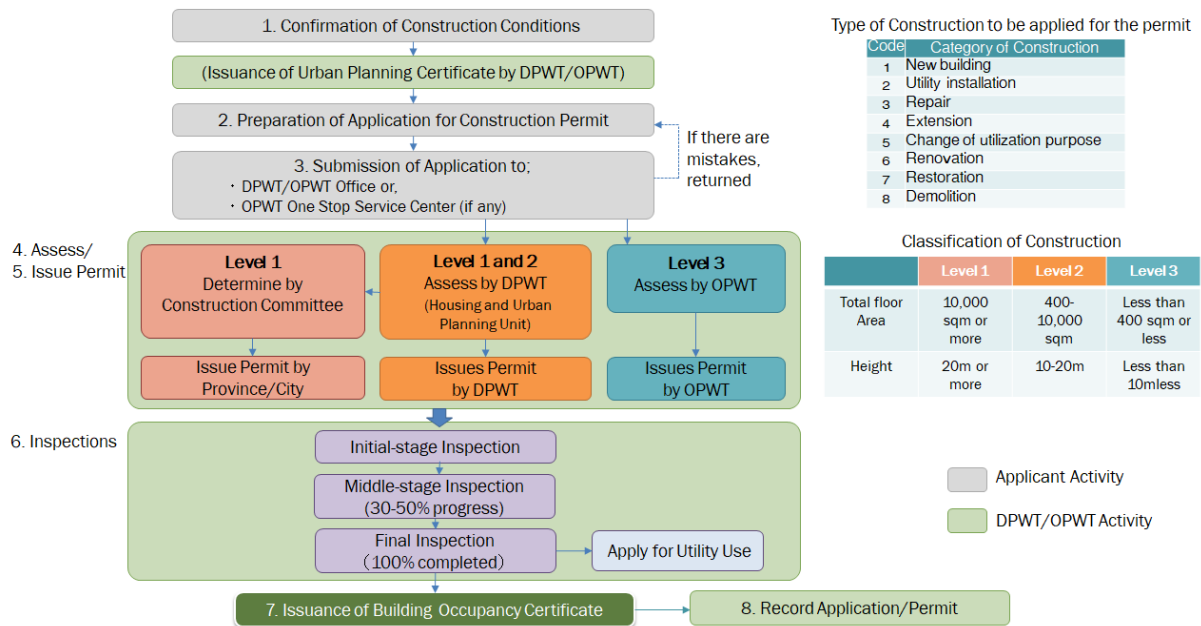 1. Confirmation of Construction Conditions
(Issuance of Urban Planning Certificate by DPWT/OPWT)
2. Preparation of Application for Construction Permit
3. Submission of Application to;
・ DPWT/OPWT Office or,
・ OPWT One Stop Service Center (if any)
If there are
mistakes,
returned
4. Assess/
5. Issue Permit
Level 1
Determine by
Construction Committee
Level 1 and 2
Assess by DPWT
(Housing and Urban
Planning Unit)
Level 3
Assess by OPWT
Issue Permit by
Province/City
Issues Permit
by DPWT
Issues Permit
by OPWT
6. Inspections
Initial-stage Inspection
Middle-stage Inspection
(30-50% progress)
Final Inspection
（100% completed）
Apply for Utility Use
7. Issuance of Building Occupancy Certificate
8. Record Application/Permit
Type of Construction to be applied for the permit
Code Category of Construction
1 New building
2 Utility installation
3 Repair
4 Extension
5 Change of utilization purpose
6 Renovation
7 Restoration
8 Demolition
Classification of Construction
Level 1 Level 2 Level 3
Total floor 10,000 400- Less than
Area sqm or 10,000 400 sqm or
more sqm less
Height 20m or 10-20m Less than
more 10mless
Applicant Activity
DPWT/OPWT Activity